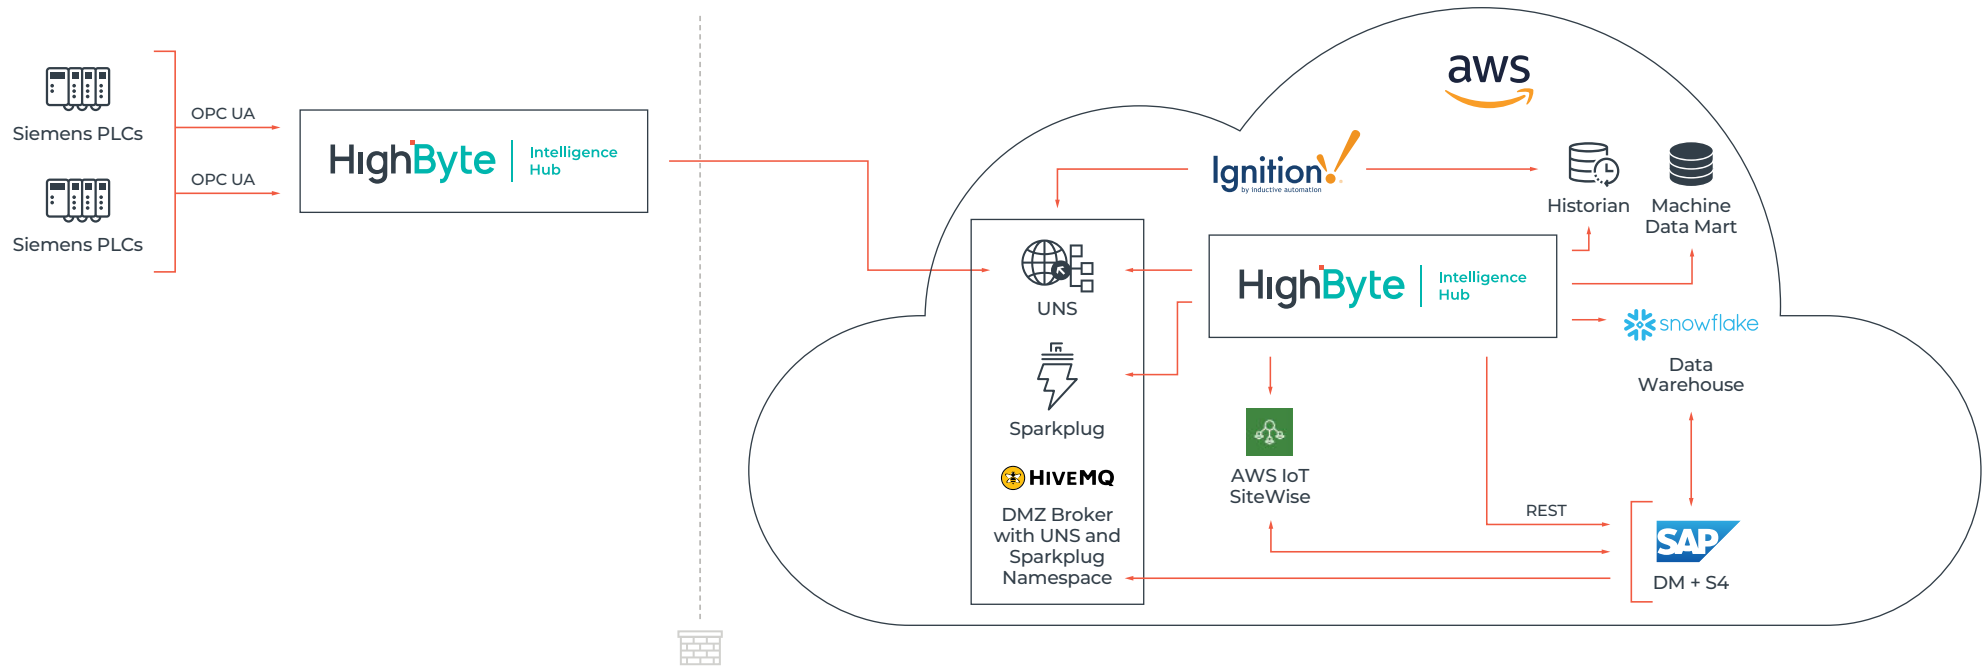 Siemens PLCs
OPC UA
Siemens PLCs
OPC UA
HighByte
Intelligence
Hub
aws
Ignition!
by inductive automation
Historian
Machine
Data Mart
UNS
Sparkplug
HIVEMQ
DMZ Broker
with UNS and
Sparkplug
Namespace
HighByte
Intelligence
Hub
snowflake
Data
Warehouse
AWS IoT
SiteWise
REST
SAP
DM + S4